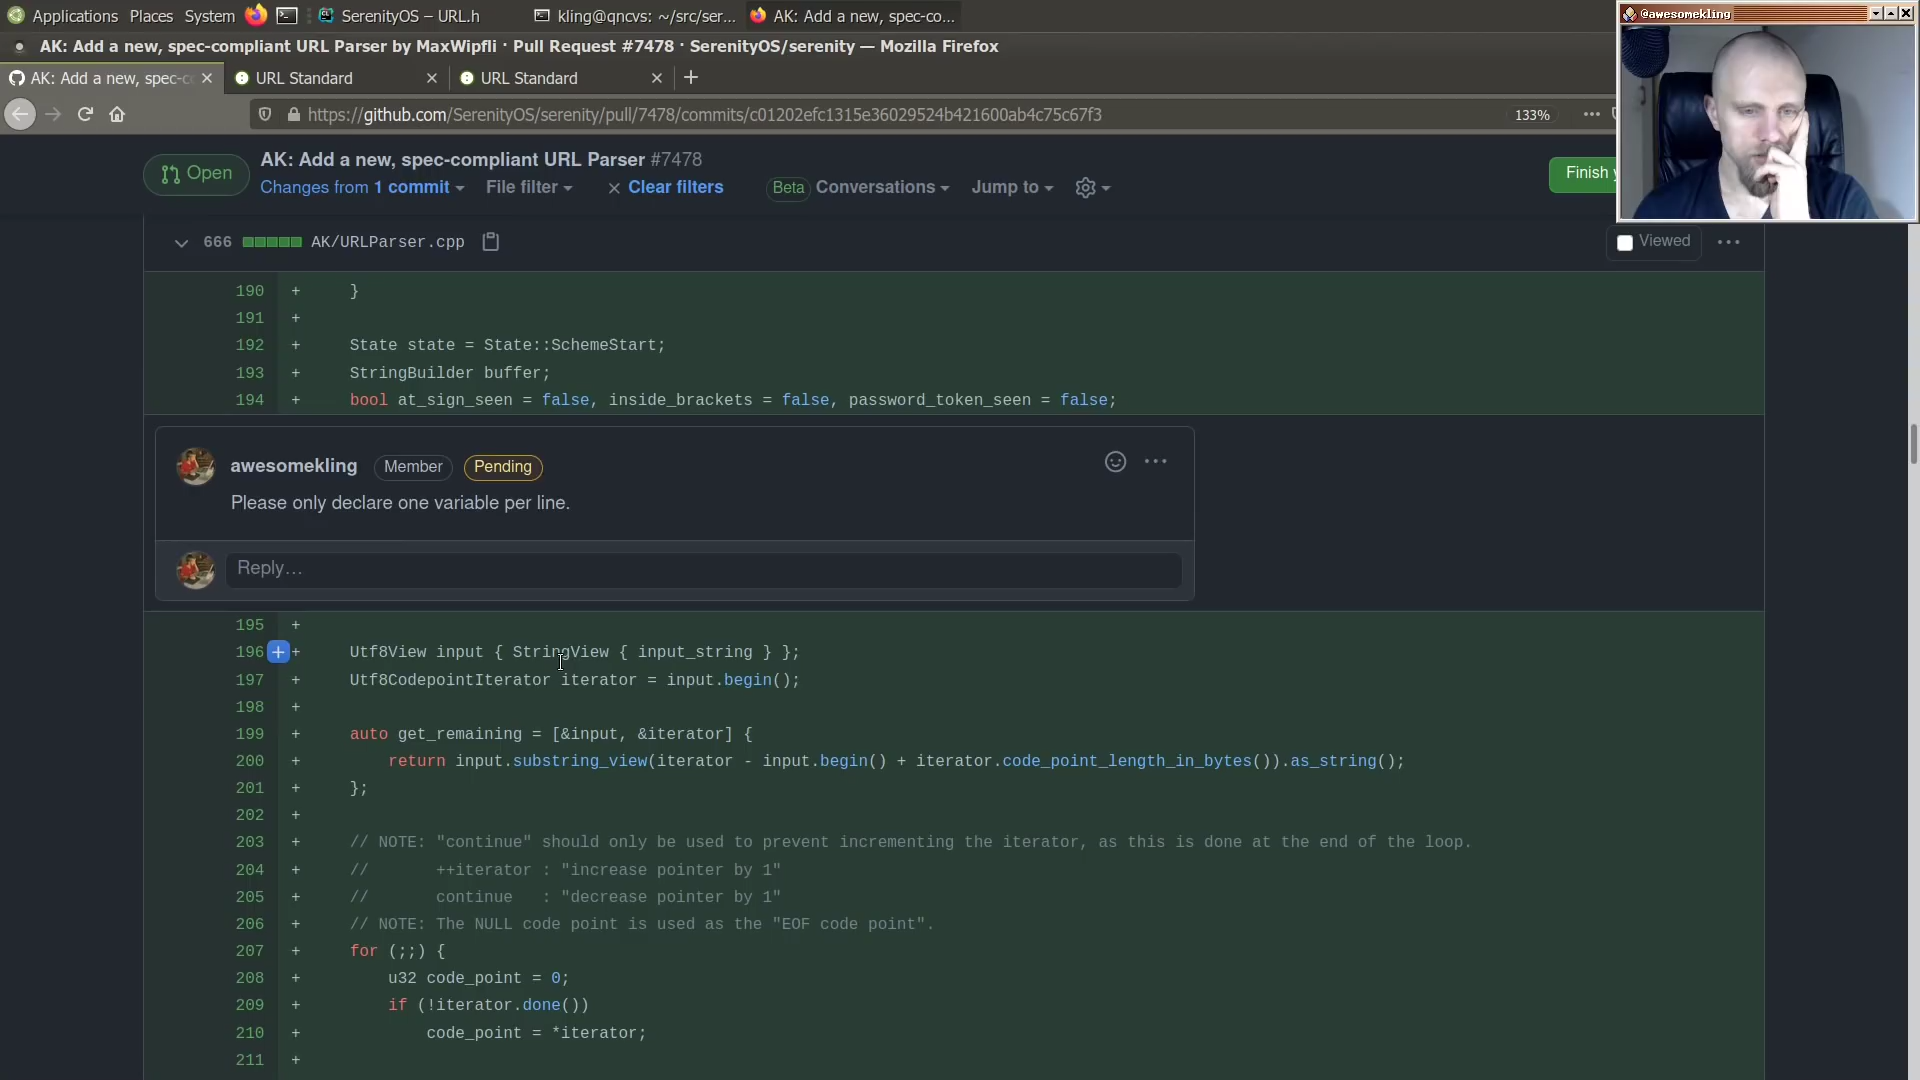 Applications Places System SerenityOS – URL.h kling@qncvs: ~/src/ser... AK: Add a new, spec-co...
@awesomekling
AK: Add a new, spec-compliant URL Parser by MaxWipfli · Pull Request #7478 · SerenityOS/serenity — Mozilla Firefox
AK: Add a new, spec-c × URL Standard × URL Standard × +
https://github.com/SerenityOS/serenity/pull/7478/commits/c01202efc1315e36029524b421600ab4c75c67f3 133%
Open AK: Add a new, spec-compliant URL Parser #7478
Changes from 1 commit File filter × Clear filters Beta Conversations Jump to Finish
666 AK/URLParser.cpp Viewed
190 + }
191 +
192 + State state = State::SchemeStart;
193 + StringBuilder buffer;
194 + bool at_sign_seen = false, inside_brackets = false, password_token_seen = false;
awesomekling Member Pending
Please only declare one variable per line.
Reply...
195 +
196 + Utf8View input { StringView { input_string } };
197 + Utf8CodepointIterator iterator = input.begin();
198 +
199 + auto get_remaining = [&input, &iterator] {
200 + return input.substring_view(iterator - input.begin() + iterator.code_point_length_in_bytes()).as_string();
201 + };
202 +
203 + // NOTE: "continue" should only be used to prevent incrementing the iterator, as this is done at the end of the loop.
204 + // ++iterator : "increase pointer by 1"
205 + // continue : "decrease pointer by 1"
206 + // NOTE: The NULL code point is used as the "EOF code point".
207 + for (;;) {
208 + u32 code_point = 0;
209 + if (!iterator.done())
210 + code_point = *iterator;
211 +